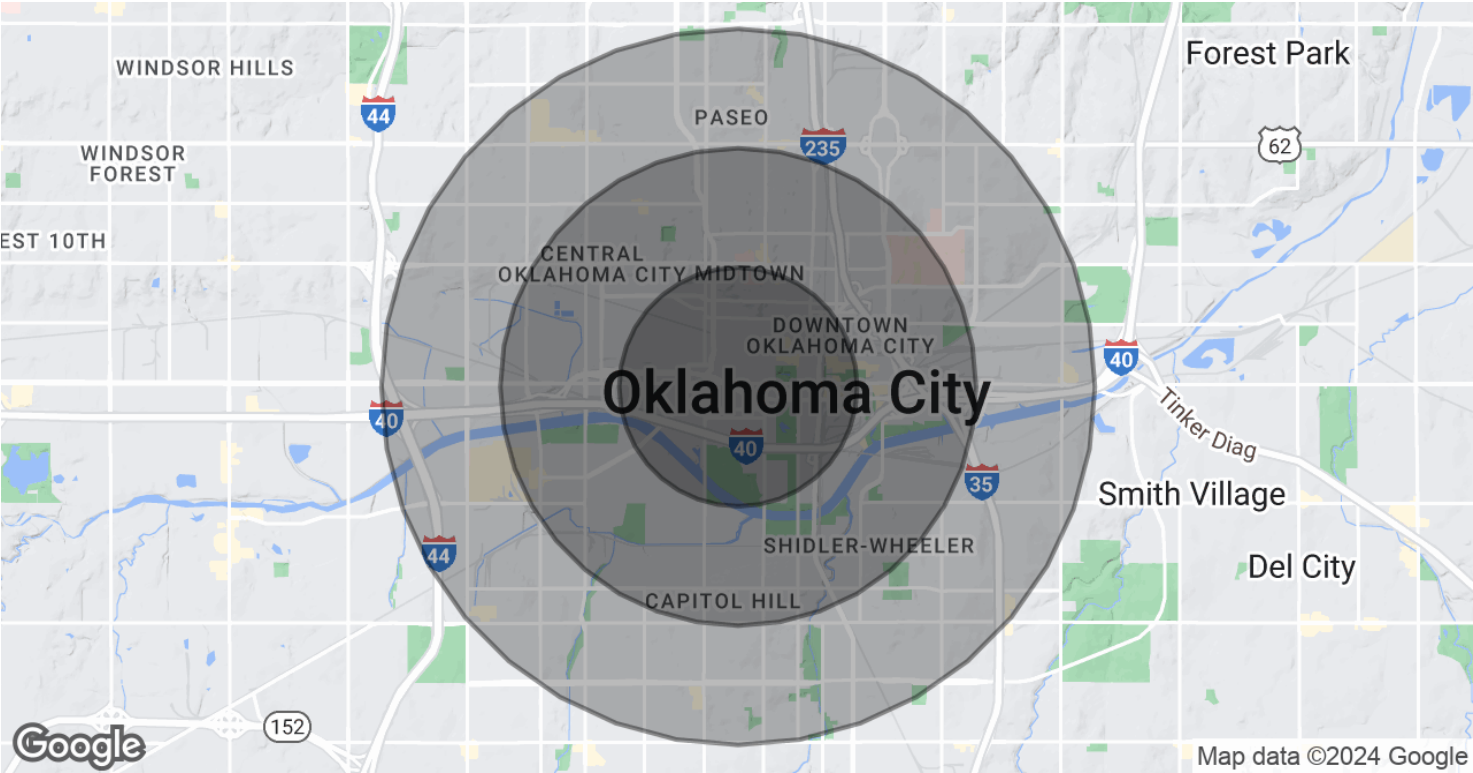 Forest Park
WINDSOR HILLS
44
PASEO
235
62
WINDSOR
FOREST
EST 10TH
CENTRAL
OKLAHOMA CITY
MIDTOWN
DOWNTOWN
OKLAHOMA CITY
40
Oklahoma City
40
40
Tinker Diag
35
Smith Village
44
SHIDLER-WHEELER
Del City
CAPITOL HILL
152
Google
Map data ©2024 Google